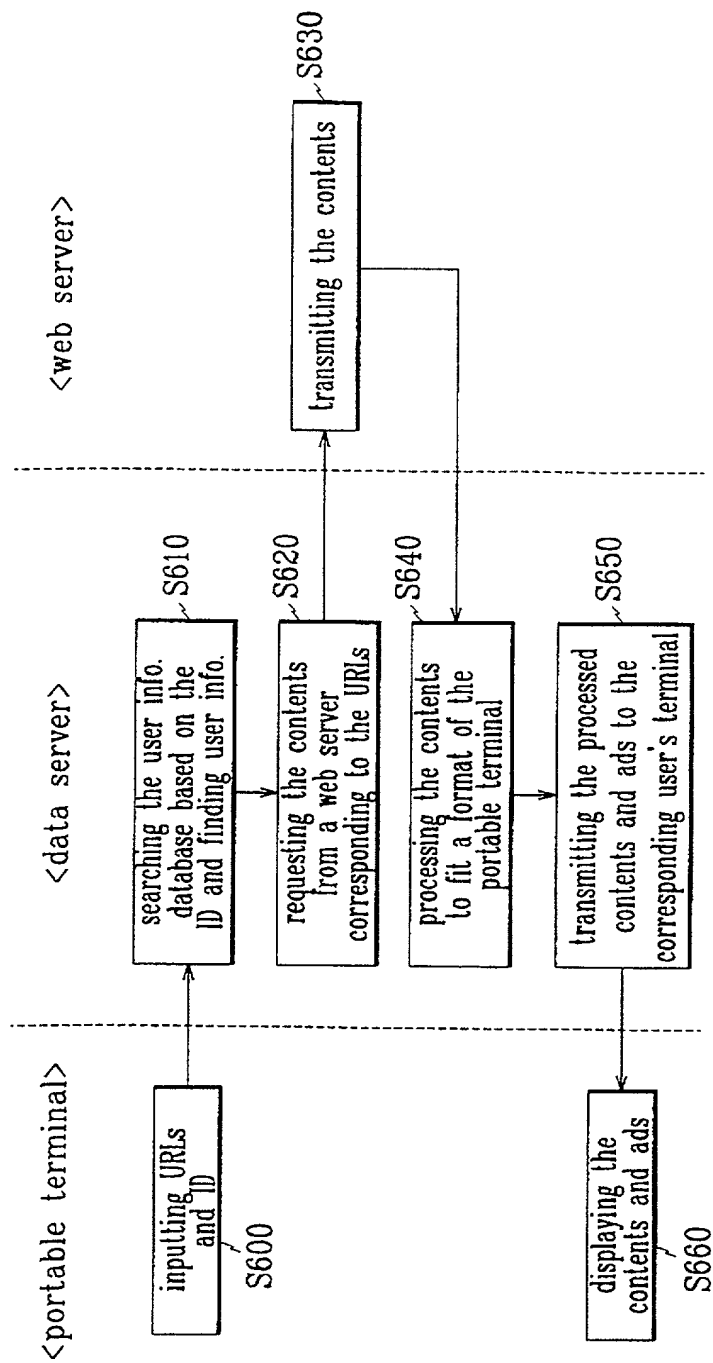 <portable terminal>
<data server>
<web server>
inputting URLs
and ID
S600
searching the user info.
database based on the
ID and finding user info.
S610
requesting the contents
from a web server
corresponding to the URLs
S620
transmitting the contents
S630
processing the contents
to fit a format of the
portable terminal
S640
transmitting the processed
contents and ads to the
corresponding user's terminal
S650
displaying the
contents and ads
S660